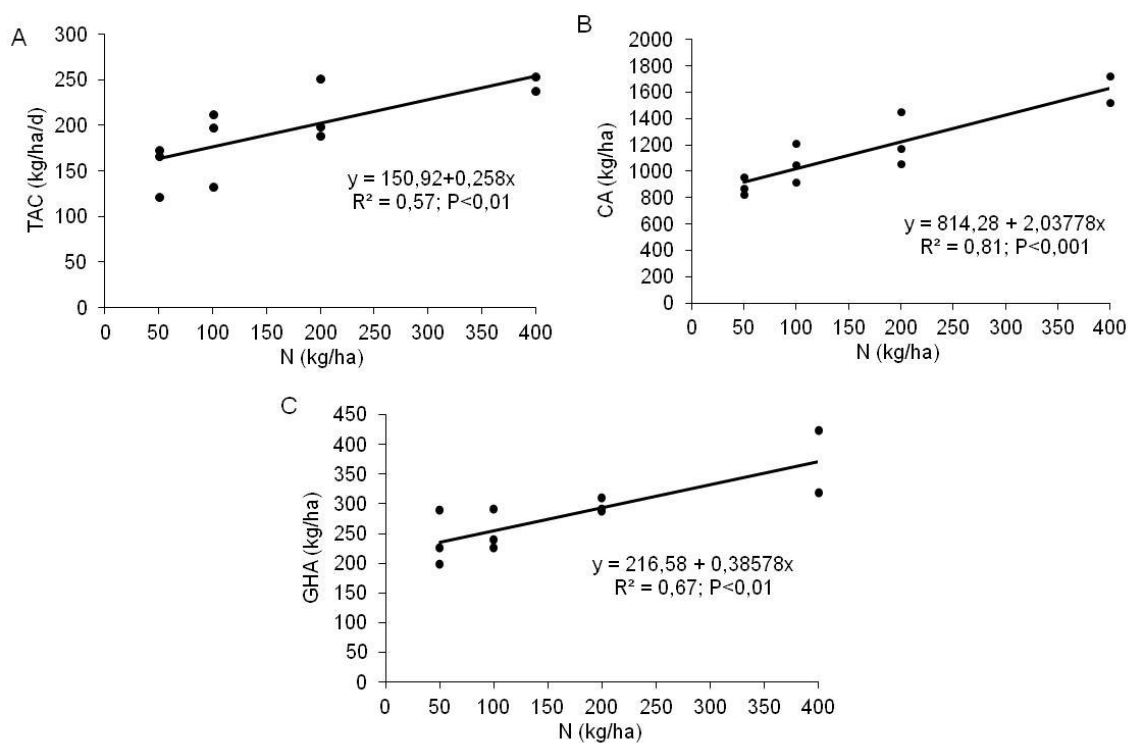 A
TAC (kg/ha/d)
300
250
200
150
100
50
0
y = 150,92+0,258x
R² = 0,57; P<0,01
50 100 150 200 250 300 350 400
N (kg/ha)
B
CA (kg/ha)
2000
1800
1600
1400
1200
1000
800
600
400
200
0
y = 814,28 + 2,03778x
R² = 0,81; P<0,001
0 50 100 150 200 250 300 350 400
N (kg/ha)
C
GHA (kg/ha)
450
400
350
300
250
200
150
100
50
0
y = 216,58 + 0,38578x
R² = 0,67; P<0,01
0 50 100 150 200 250 300 350 400
N (kg/ha)